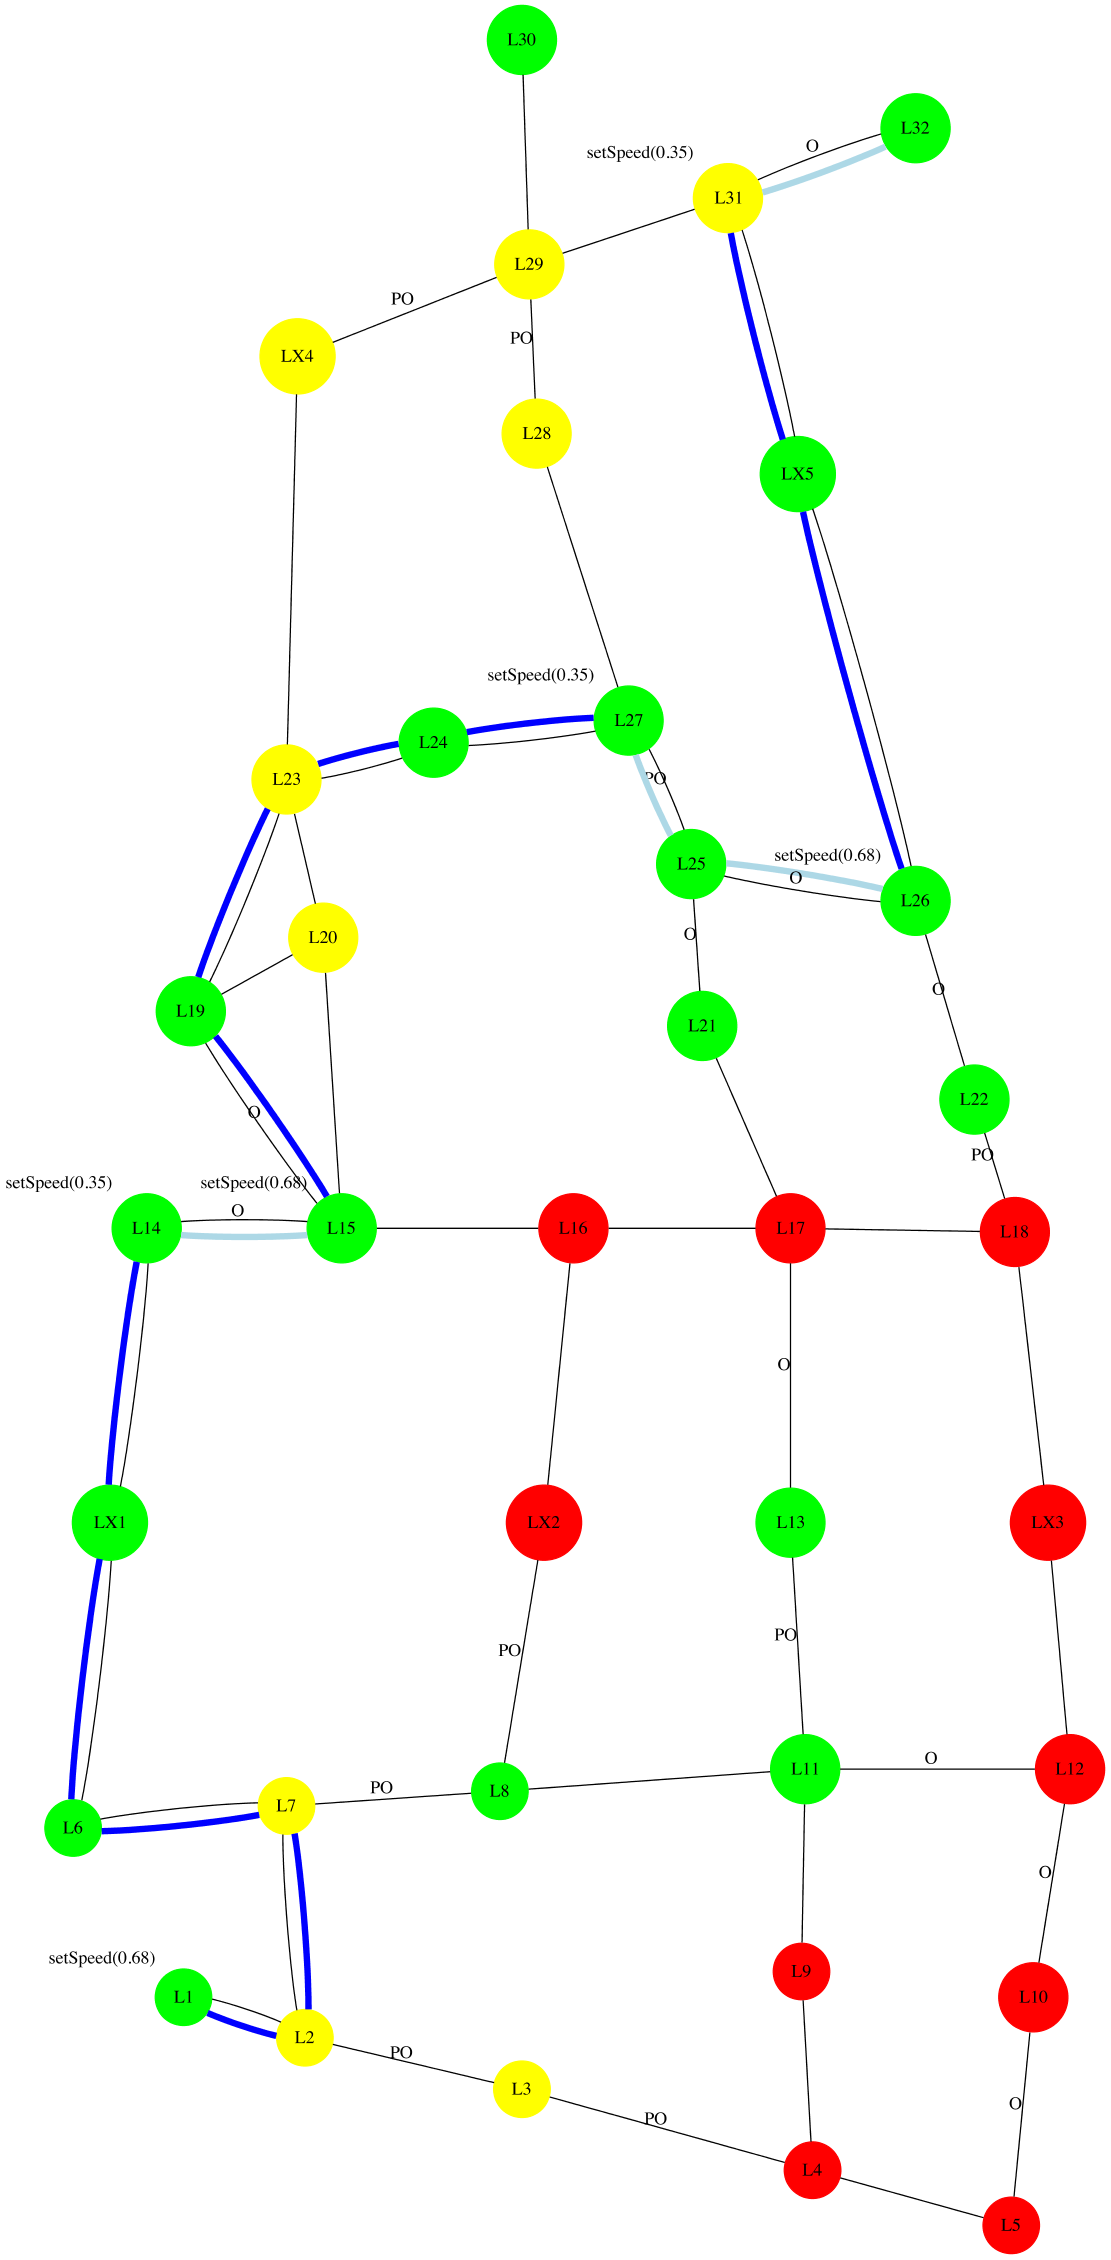 L30
L32
O
setSpeed(0.35)
L31
L29
PO
PO
LX4
L28
LX5
setSpeed(0.35)
L27
L24
L23
PO
setSpeed(0.68)
L25
O
L26
O
L20
O
L19
L21
L22
O
PO
setSpeed(0.35)
setSpeed(0.68)
O
L14
L15
L16
L17
L18
O
LX1
LX2
L13
LX3
PO
PO
O
L11
L12
PO
L8
L7
L6
O
setSpeed(0.68)
L9
L1
L10
L2
PO
L3
O
PO
L4
L5